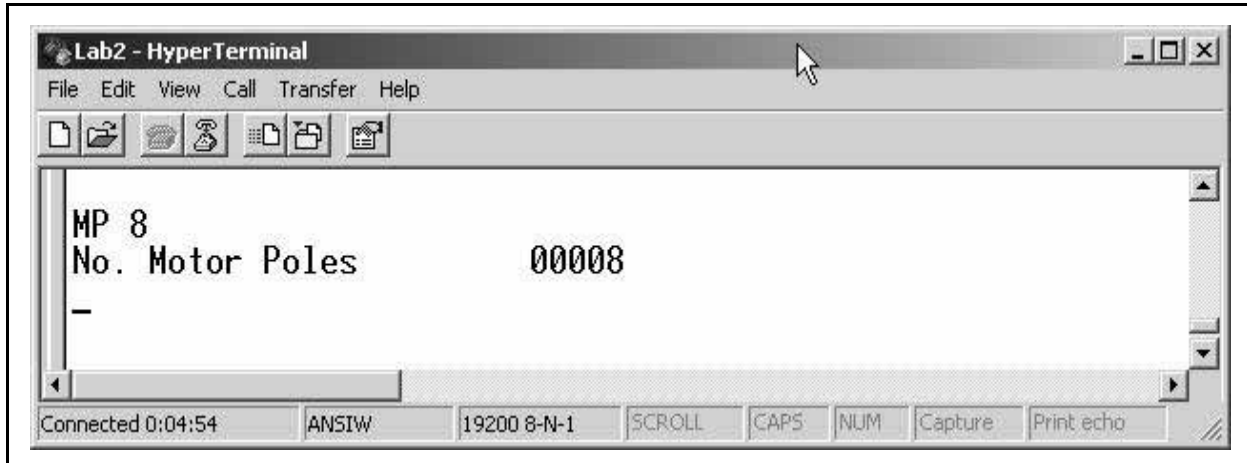 Lab2 - HyperTerminal
File Edit View Call Transfer Help
MP 8
No. Motor Poles 00008
_
Connected 0:04:54 ANSIW 19200 8-N-1 SCROLL CAPS NUM Capture Print echo